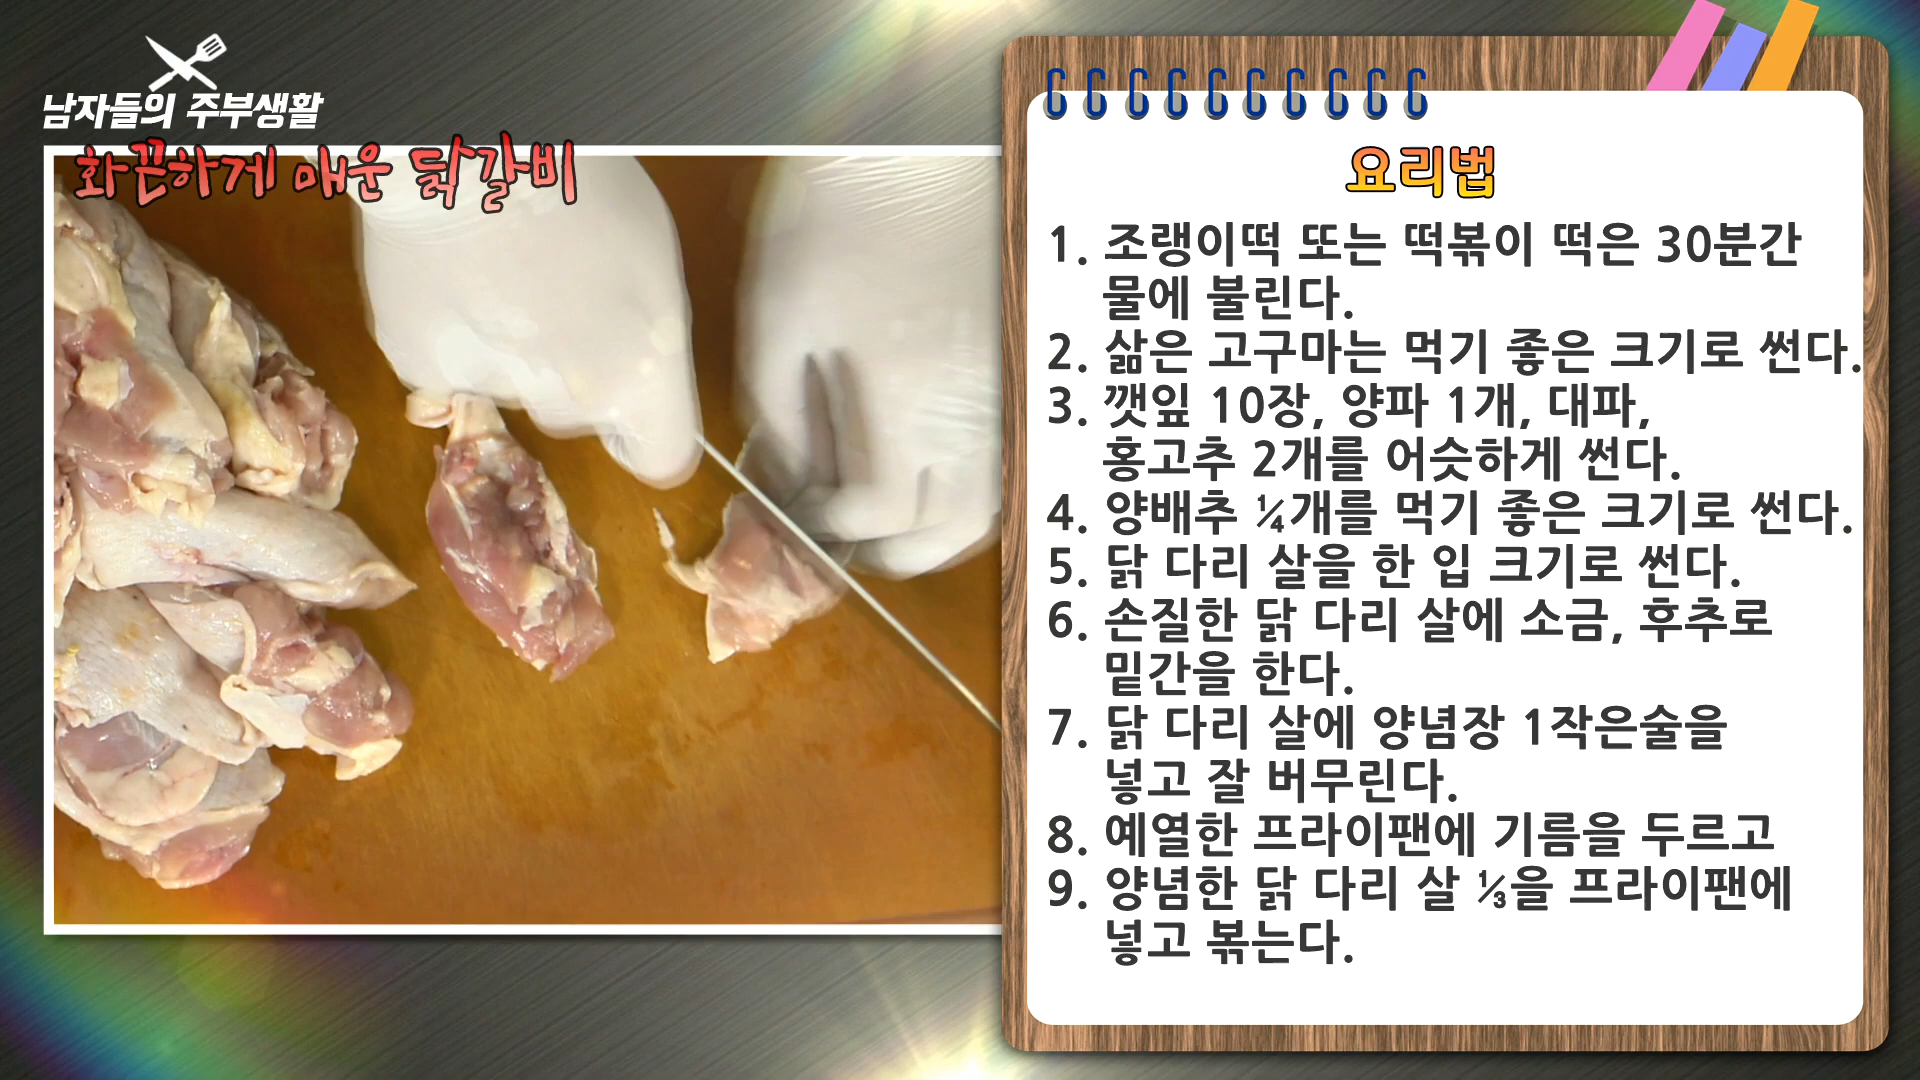 남자들의 주부생활
화끈하게 매운 닭갈비
요리법
1. 조랭이떡 또는 떡볶이 떡은 30분간
물에 불린다.
2. 삶은 고구마는 먹기 좋은 크기로 썬다.
3. 깻잎 10장, 양파 1개, 대파,
홍고추 2개를 어슷하게 썬다.
4. 양배추 ¼개를 먹기 좋은 크기로 썬다.
5. 닭 다리 살을 한 입 크기로 썬다.
6. 손질한 닭 다리 살에 소금, 후추로
밑간을 한다.
7. 닭 다리 살에 양념장 1작은술을
넣고 잘 버무린다.
8. 예열한 프라이팬에 기름을 두르고
9. 양념한 닭 다리 살 ⅓을 프라이팬에
넣고 볶는다.